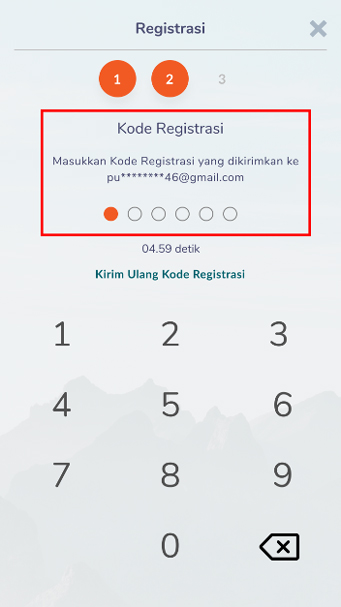 Registrasi
1 2 3
Kode Registrasi
Masukkan Kode Registrasi yang dikirimkan ke
pu********46@gmail.com
04.59 detik
Kirim Ulang Kode Registrasi
1 2 3
4 5 6
7 8 9
0